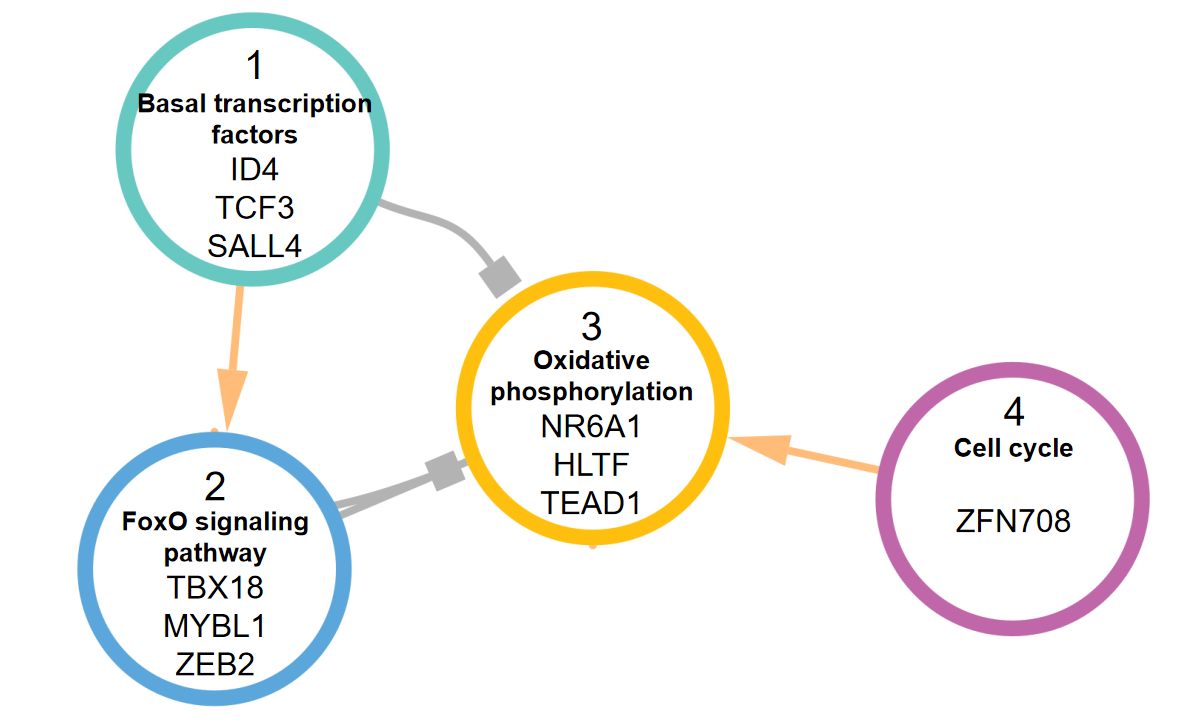 1
Basal transcription
factors
ID4
TCF3
SALL4
2
FoxO signaling
pathway
TBX18
MYBL1
ZEB2
3
Oxidative
phosphorylation
NR6A1
HLTF
TEAD1
4
Cell cycle
ZFN708